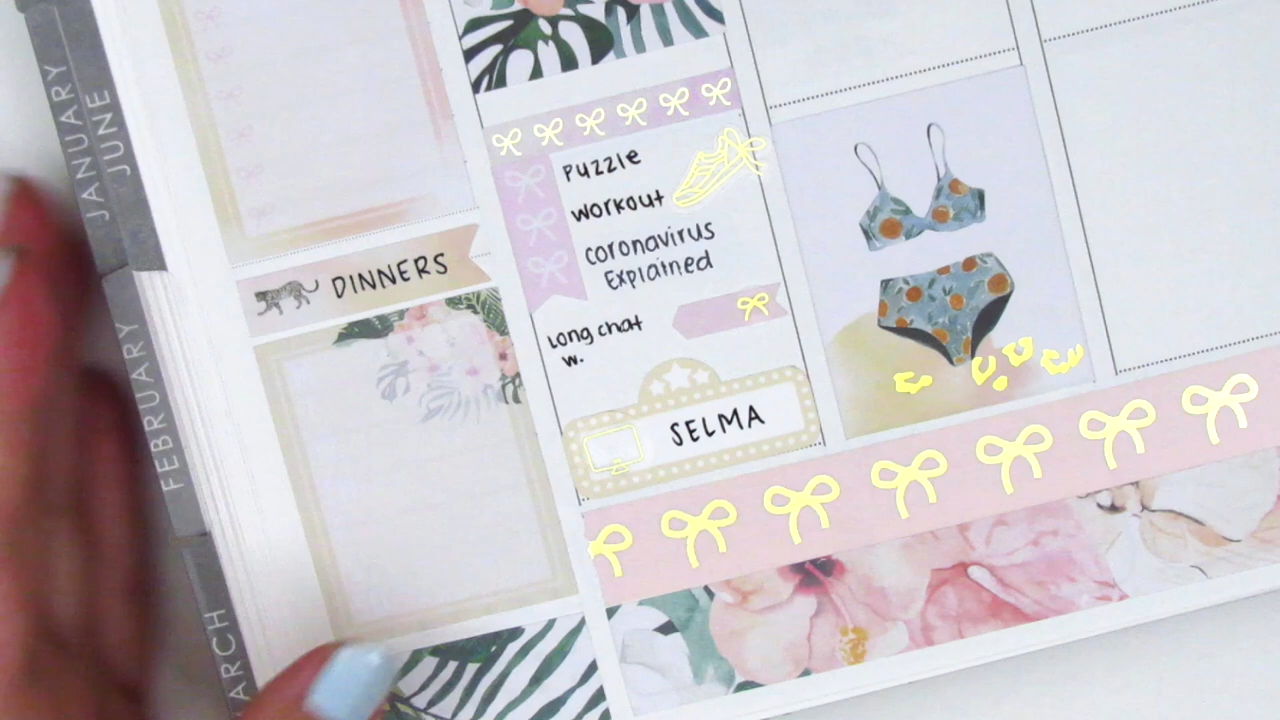 JANUARY
JUNE
FEBRUARY
ARCH
DINNERS
PUZZLE
WORKOUT
CORONAVIRUS
EXPLAINED
LONG CHAT
W.
SELMA